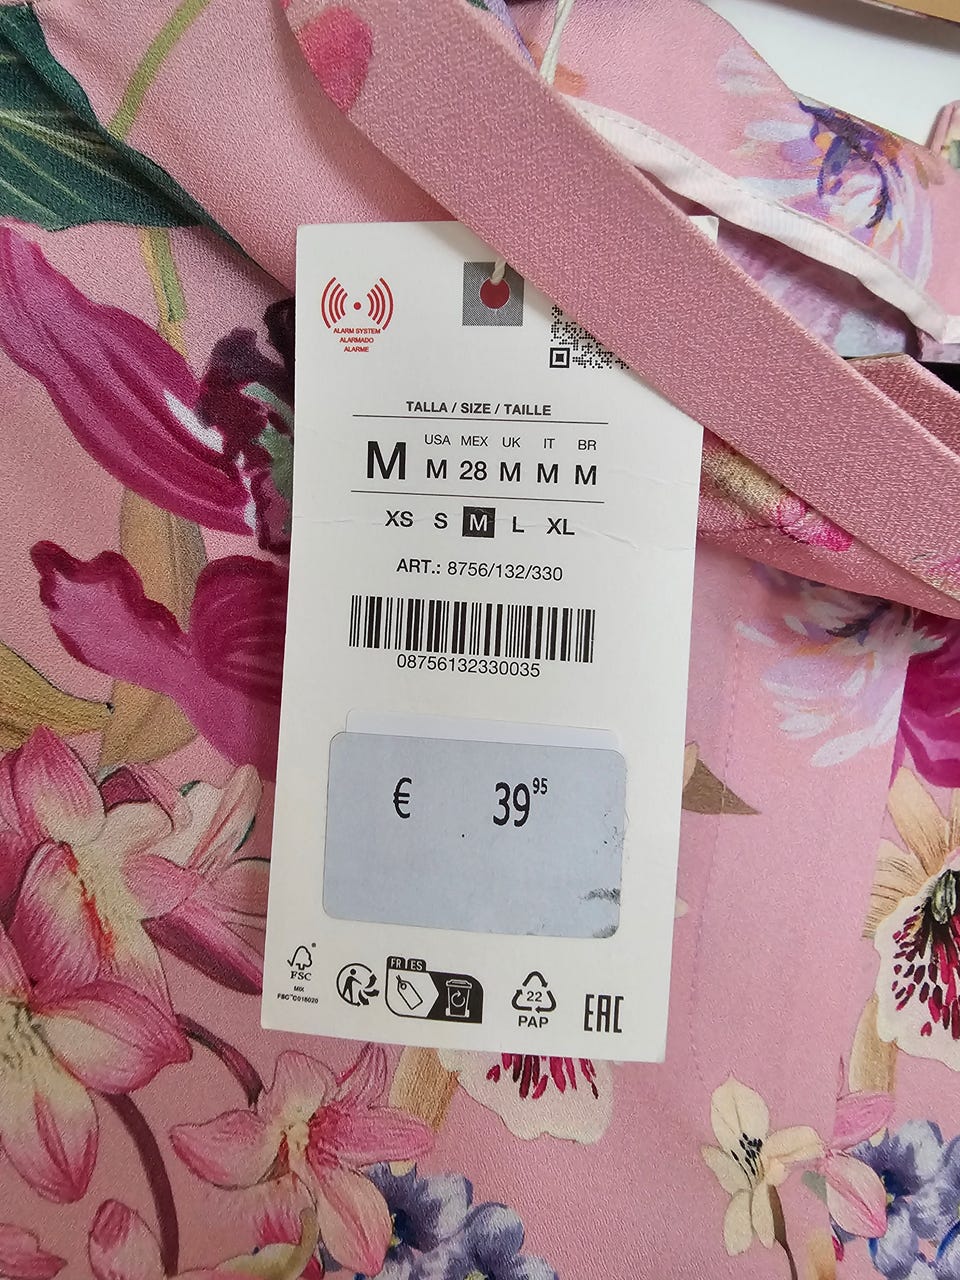 ALARM SYSTEM
ALARMADO
ALARME
TALLA / SIZE / TAILLE
USA MEX UK IT BR
M M 28 M M M
XS S M L XL
ART.: 8756/132/330
08756132330035
€ 39 95
FR ES
FSC®
MIX
FSC™C016020
22
PAP
EAC